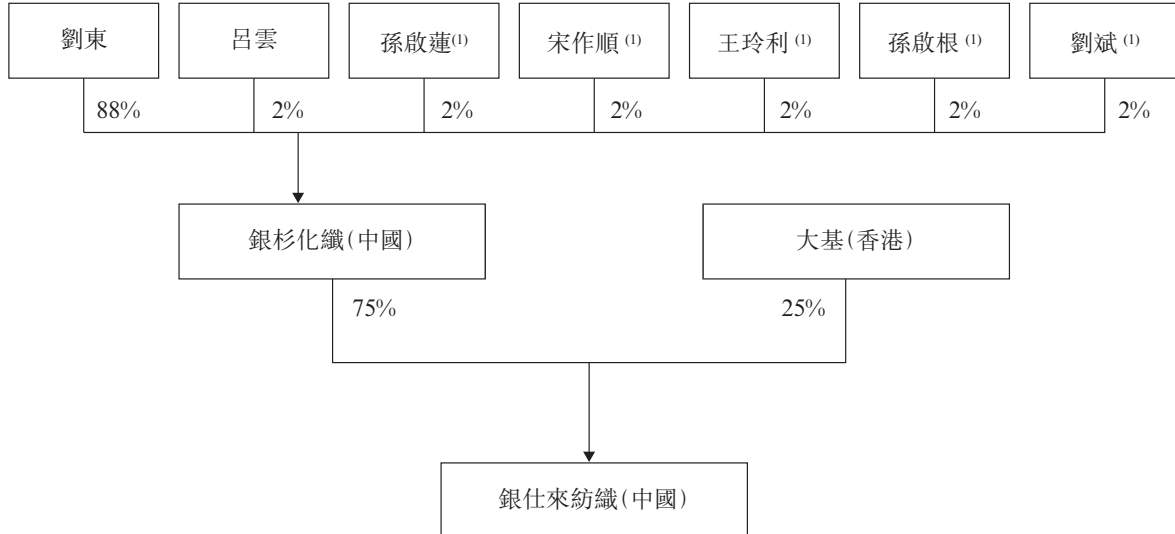 劉東 呂雲 孫啟蓮(1) 宋作順(1) 王玲利(1) 孫啟根(1) 劉斌(1)
88% 2% 2% 2% 2% 2% 2%
銀杉化纖(中國) 大基(香港)
75% 25%
銀仕來紡織(中國)